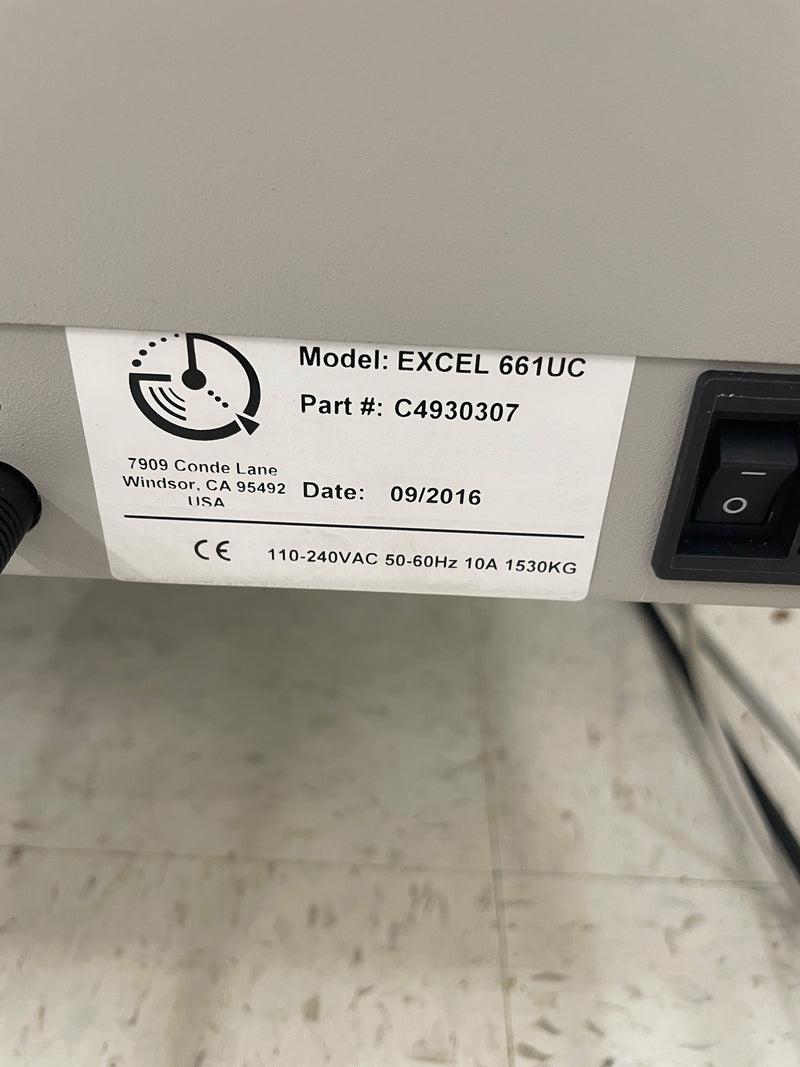 Model: EXCEL 661UC
Part #: C4930307
7909 Conde Lane
Windsor, CA 95492
USA
Date: 09/2016
CE 110-240VAC 50-60Hz 10A 1530KG